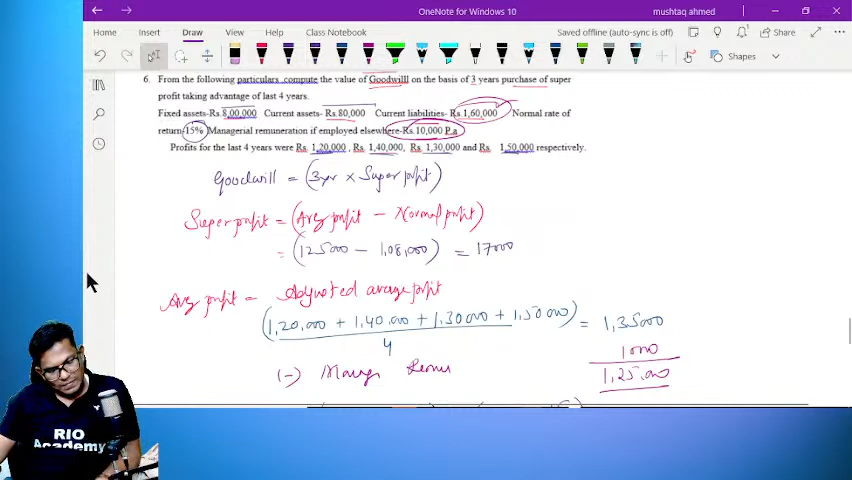 OneNote for Windows 10
mushtaq ahmed
Home Insert Draw View Help Class Notebook
Saved offline (auto-sync is off) Share
Shapes
6. From the following particulars compute the value of Goodwilll on the basis of 3 years purchase of super
profit taking advantage of last 4 years.
Fixed assets-Rs.8,00,000 Current assets- Rs.80,000 Current liabilities- Rs.1,60,000 Normal rate of
return-15% Managerial remuneration if employed elsewhere-Rs.10,000 P.a
Profits for the last 4 years were Rs. 1,20,000 , Rs. 1,40,000, Rs. 1,30,000 and Rs. 1,50,000 respectively.
Goodwill = (3yr × Super profit)
Super profit = (Avg profit – Normal profit)
= (125000 – 1,08,000) = 17000
Avg profit = Adjusted average profit
(1,20,000 + 1,40,000 + 1,30,000 + 1,50,000) = 1,35000
4
1000
(-) Manage Remu
1,25,000
RIO
Academy